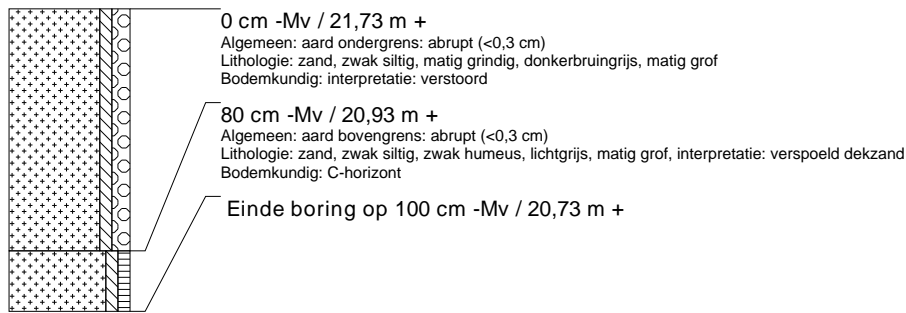 0 cm -Mv / 21,73 m +
Algemeen: aard ondergrens: abrupt (<0,3 cm)
Lithologie: zand, zwak siltig, matig grindig, donkerbruingrijs, matig grof
Bodemkundig: interpretatie: verstoord
80 cm -Mv / 20,93 m +
Algemeen: aard bovengrens: abrupt (<0,3 cm)
Lithologie: zand, zwak siltig, zwak humeus, lichtgrijs, matig grof, interpretatie: verspoeld dekzand
Bodemkundig: C-horizont
Einde boring op 100 cm -Mv / 20,73 m +